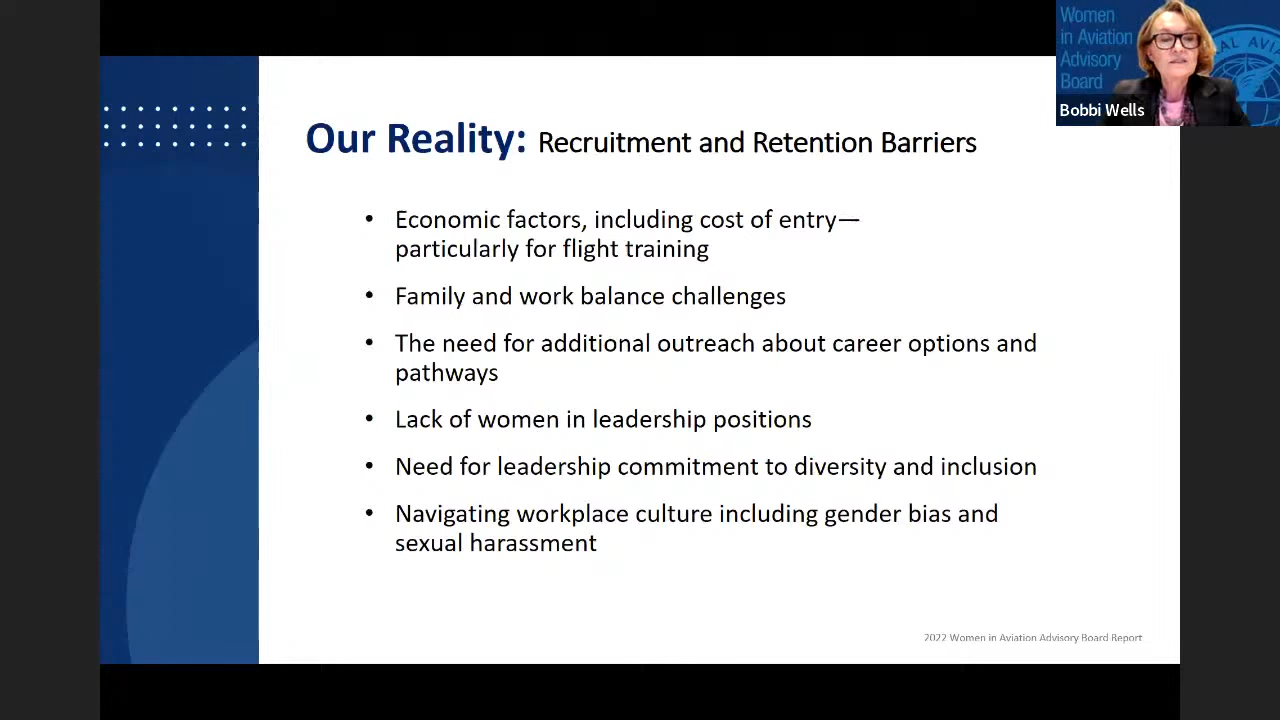 Women
in Aviation
Advisory
Board
Bobbi Wells
Our Reality: Recruitment and Retention Barriers
• Economic factors, including cost of entry—
particularly for flight training
• Family and work balance challenges
• The need for additional outreach about career options and
pathways
• Lack of women in leadership positions
• Need for leadership commitment to diversity and inclusion
• Navigating workplace culture including gender bias and
sexual harassment
2022 Women in Aviation Advisory Board Report